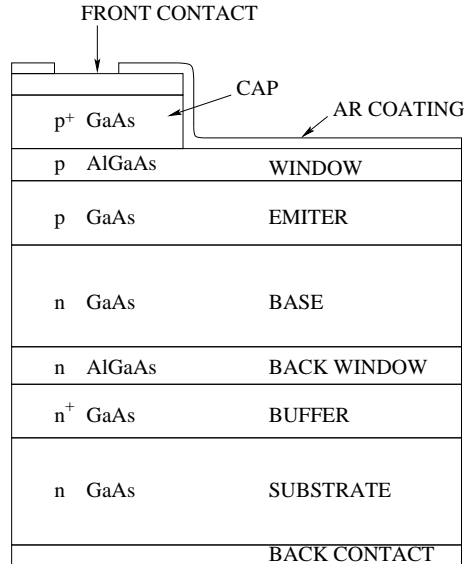 FRONT CONTACT
CAP
AR COATING
p+ GaAs
p AlGaAs WINDOW
p GaAs EMITER
n GaAs BASE
n AlGaAs BACK WINDOW
n+ GaAs BUFFER
n GaAs SUBSTRATE
BACK CONTACT